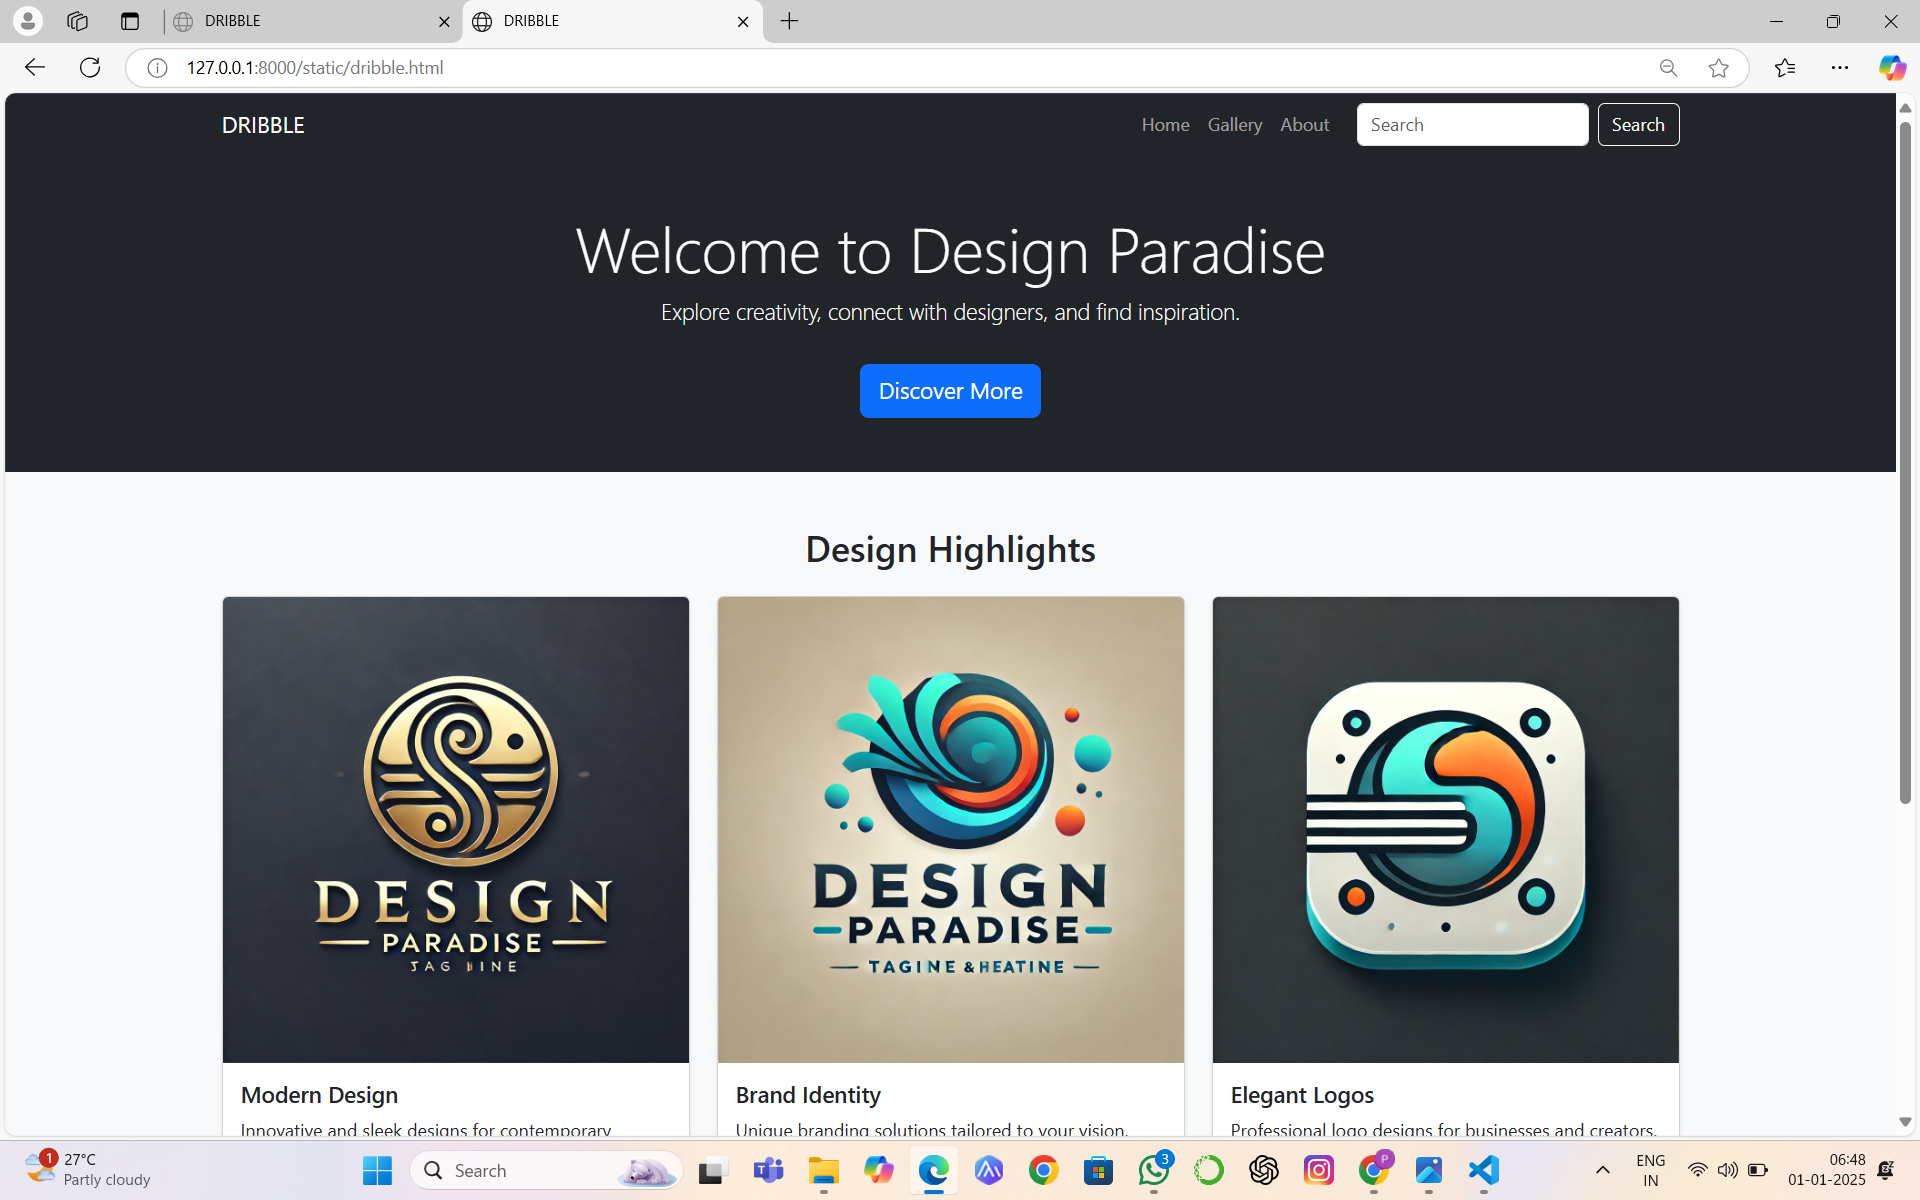 DRIBBLE
DRIBBLE
127.0.0.1:8000/static/dribble.html
DRIBBLE
Home Gallery About Search Search
Welcome to Design Paradise
Explore creativity, connect with designers, and find inspiration.
Discover More
Design Highlights
DESIGN
PARADISE
DESIGN
PARADISE
TAGINE & HEATINE
Modern Design
Innovative and sleek designs for contemporary
Brand Identity
Unique branding solutions tailored to your vision.
Elegant Logos
Professional logo designs for businesses and creators.
1
27°C
Partly cloudy
Search
3
P
ENG
IN
06:48
01-01-2025